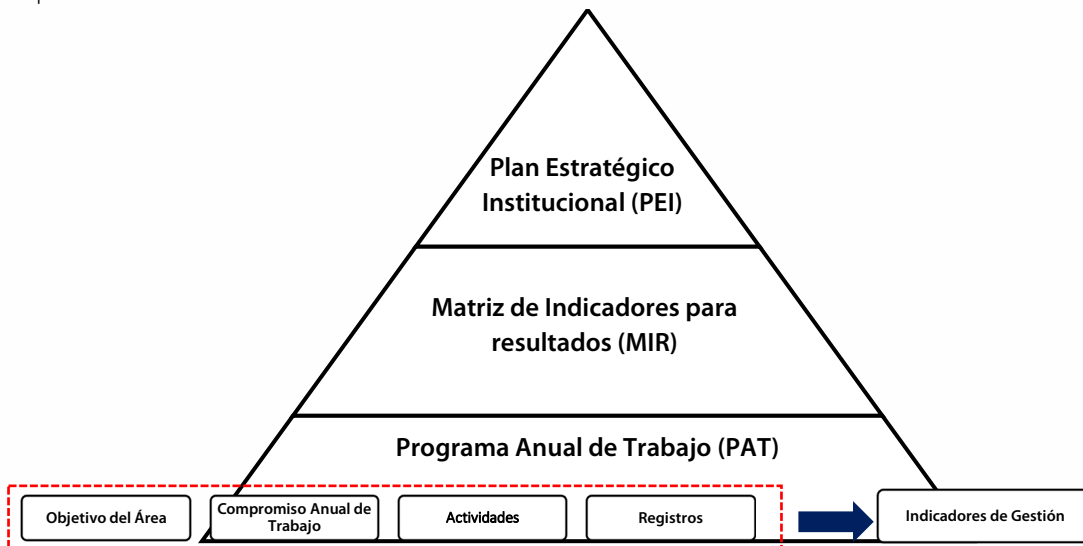 Plan Estratégico
Institucional (PEI)
Matriz de Indicadores para
resultados (MIR)
Programa Anual de Trabajo (PAT)
Objetivo del Área
Compromiso Anual de
Trabajo
Actividades
Registros
Indicadores de Gestión